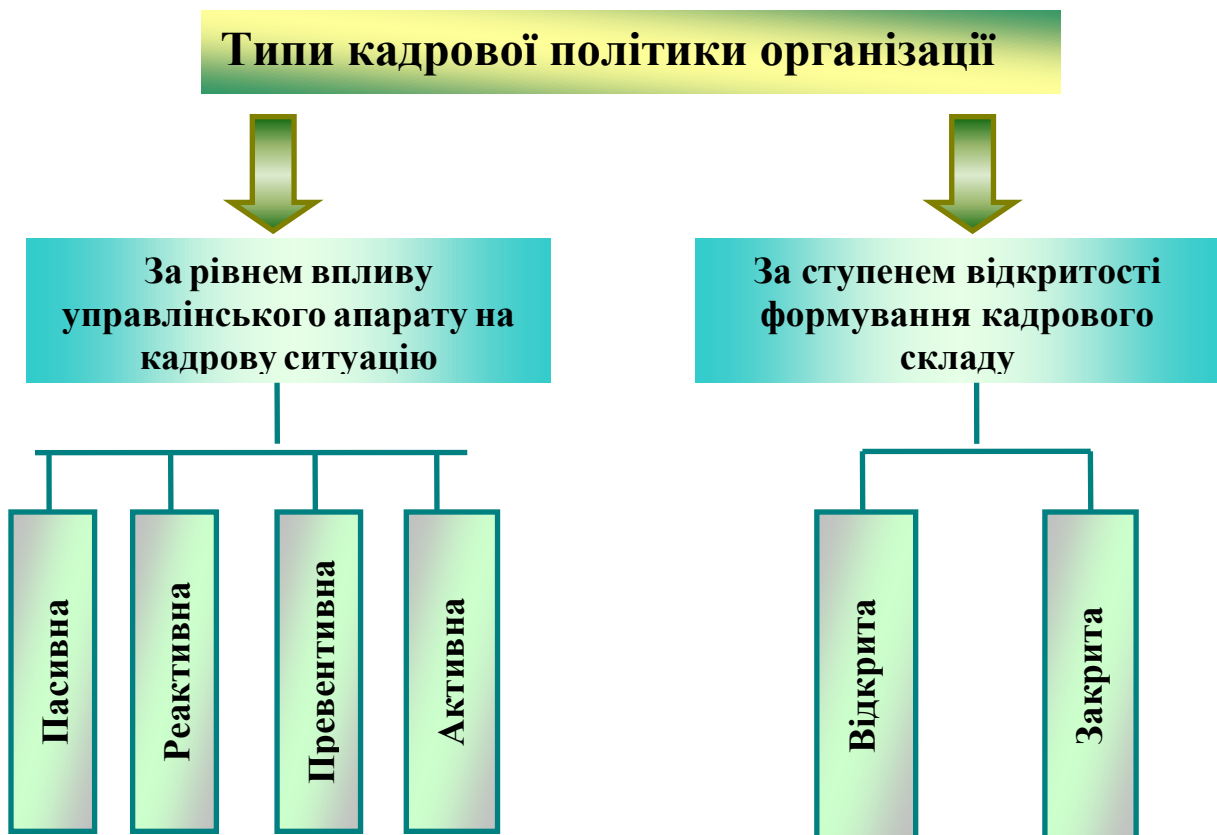 Типи кадрової політики організації
За рівнем впливу
управлінського апарату на
кадрову ситуацію
За ступенем відкритості
формування кадрового
складу
Пасивна
Реактивна
Превентивна
Активна
Відкрита
Закрита